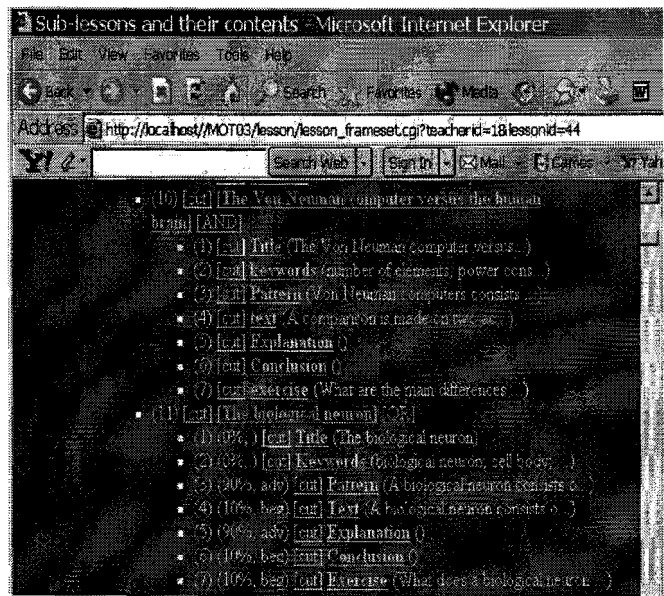 Sub-lessons and their contents - Microsoft Internet Explorer
File Edit View Favorites Tools Help
Back Search Favorites Media
Address http://localhost//MOT03/lesson/lesson_frameset.cgi?teacherid=1&lessonid=44
Y! Search Web Sign In Mail Games Yah
(10) [cut] [The Von Neuman computer versus the human
brain] [AND]
(1) [cut] Title (The Von Neuman computer versus...)
(2) [cut] keywords (number of elements, power cons...)
(3) [cut] Pattern (Von Neuman computers consists ...)
(4) [cut] text (A comparison is made on two as...)
(5) [cut] Explanation ()
(6) [cut] Conclusion ()
(7) [cut] exercise (What are the main differences ...)
(11) [cut] [The biological neuron] [OR]
(1) (0%, ) [cut] Title (The biological neuron)
(2) (0%, ) [cut] Keywords (biological neuron, cell body, ...)
(3) (90%, adv) [cut] Pattern (A biological neuron consists o...)
(4) (10%, beg) [cut] Text (A biological neuron consists o...)
(5) (90%, adv) [cut] Explanation ()
(6) (10%, beg) [cut] Conclusion ()
(7) (10%, beg) [cut] Exercise (What does a biological neuron ...)